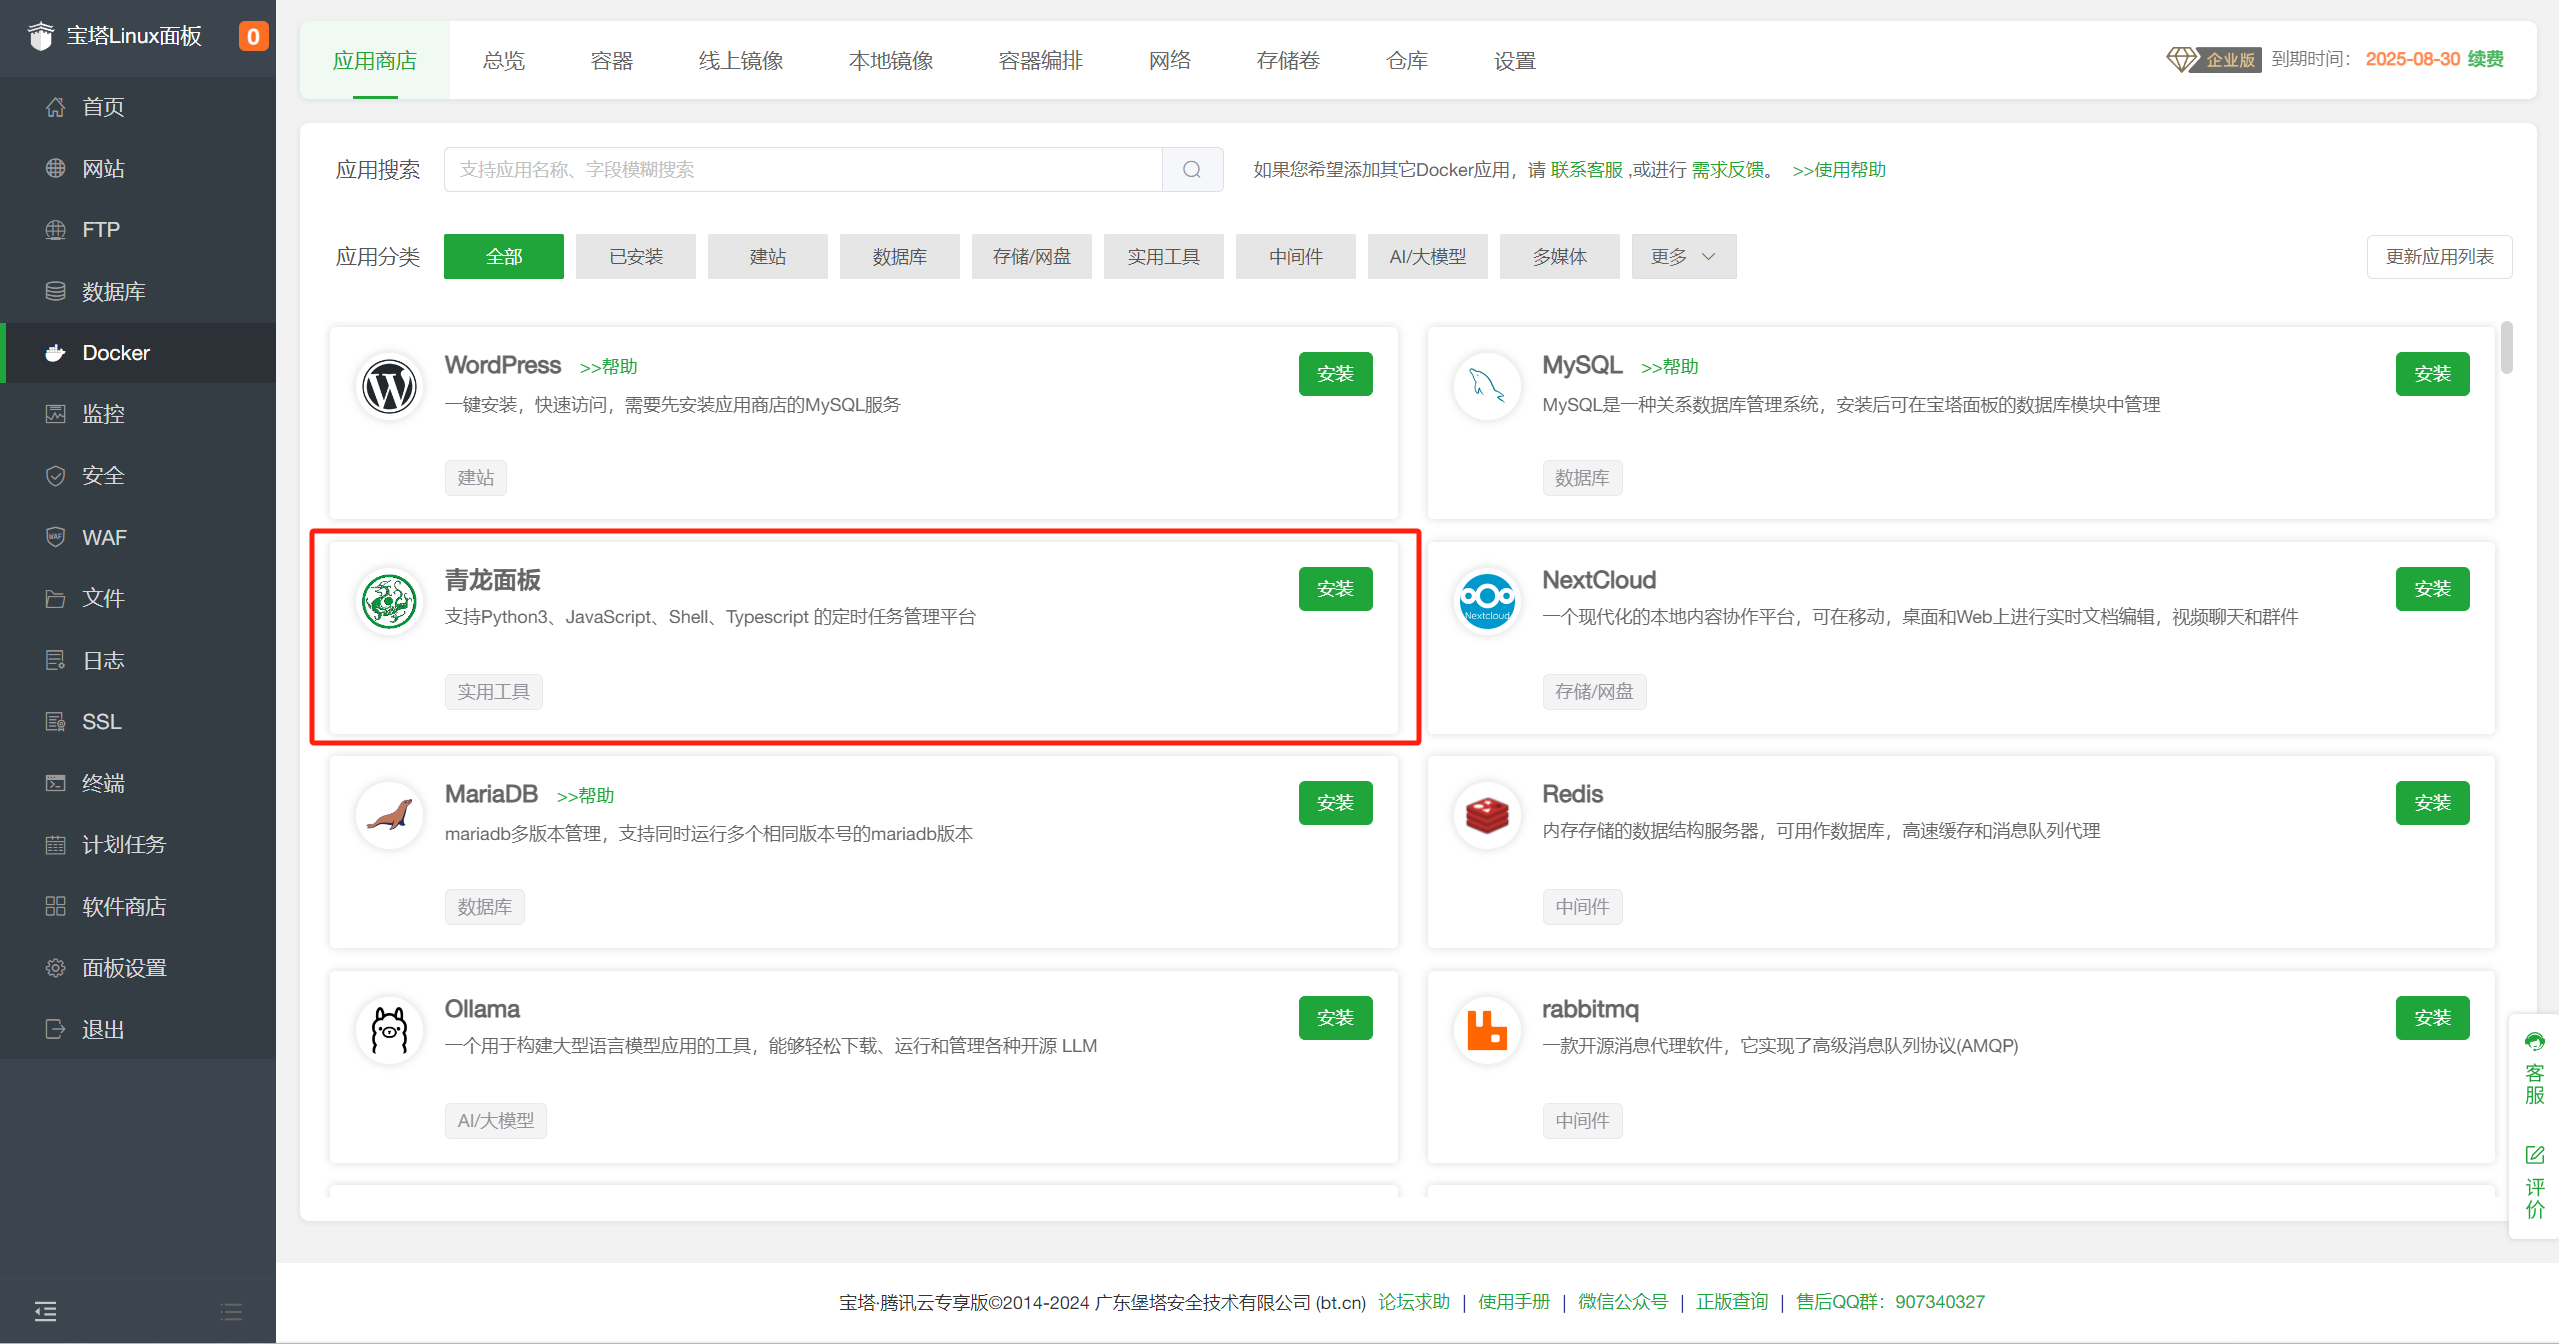 宝塔Linux面板 0
首页
网站
FTP
数据库
Docker
监控
安全
WAF
文件
日志
SSL
终端
计划任务
软件商店
面板设置
退出
应用商店 总览 容器 线上镜像 本地镜像 容器编排 网络 存储卷 仓库 设置 企业版 到期时间： 2025-08-30 续费
应用搜索 支持应用名称、字段模糊搜索 如果您希望添加其它Docker应用，请 联系客服 ,或进行 需求反馈。 >>使用帮助
应用分类 全部 已安装 建站 数据库 存储/网盘 实用工具 中间件 AI/大模型 多媒体 更多 更新应用列表
WordPress >>帮助 安装
一键安装，快速访问，需要先安装应用商店的MySQL服务
建站
MySQL >>帮助 安装
MySQL是一种关系数据库管理系统，安装后可在宝塔面板的数据库模块中管理
数据库
青龙面板 安装
支持Python3、JavaScript、Shell、Typescript 的定时任务管理平台
实用工具
NextCloud 安装
Nextcloud
一个现代化的本地内容协作平台，可在移动，桌面和Web上进行实时文档编辑，视频聊天和群件
存储/网盘
MariaDB >>帮助 安装
mariadb多版本管理，支持同时运行多个相同版本号的mariadb版本
数据库
Redis 安装
内存存储的数据结构服务器，可用作数据库，高速缓存和消息队列代理
中间件
Ollama 安装
一个用于构建大型语言模型应用的工具，能够轻松下载、运行和管理各种开源 LLM
AI/大模型
rabbitmq 安装
一款开源消息代理软件，它实现了高级消息队列协议(AMQP)
中间件
客服
评价
宝塔·腾讯云专享版©2014-2024 广东堡塔安全技术有限公司 (bt.cn) 论坛求助 | 使用手册 | 微信公众号 | 正版查询 | 售后QQ群：907340327